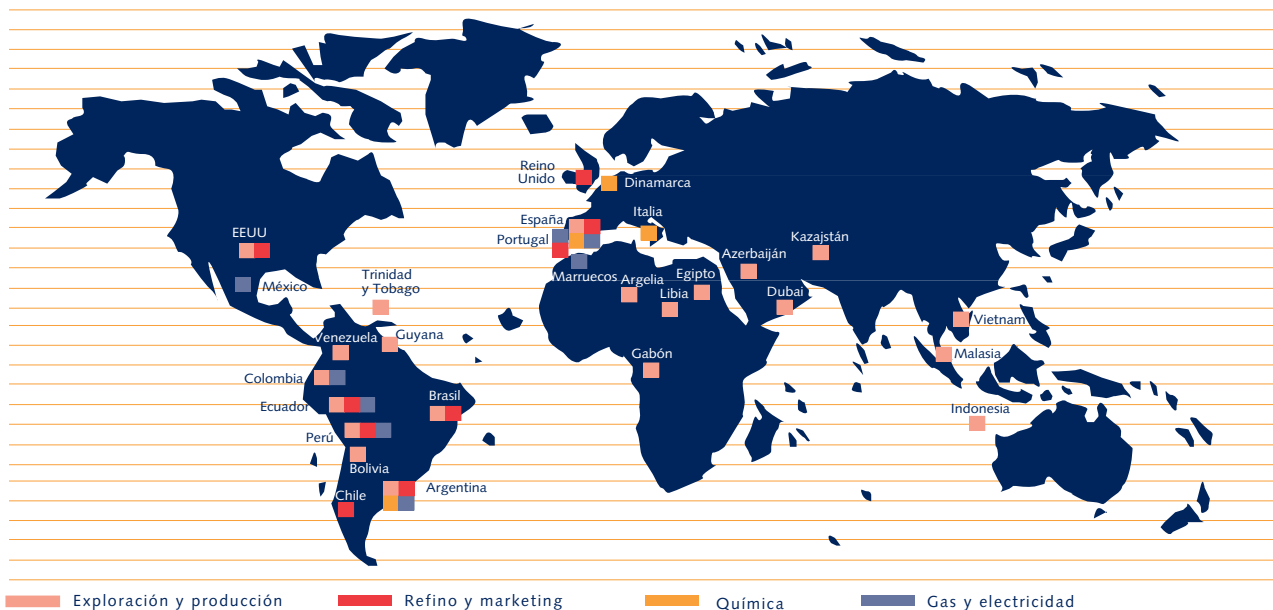 Reino
Unido
Dinamarca
España
Italia
Portugal
EEUU
Kazajstán
Azerbaiján
Marruecos
Argelia
Egipto
Trinidad
y Tobago
México
Libia
Dubai
Vietnam
Venezuela
Guyana
Gabón
Malasia
Colombia
Brasil
Ecuador
Indonesia
Perú
Bolivia
Argentina
Chile
Exploración y producción
Refino y marketing
Química
Gas y electricidad